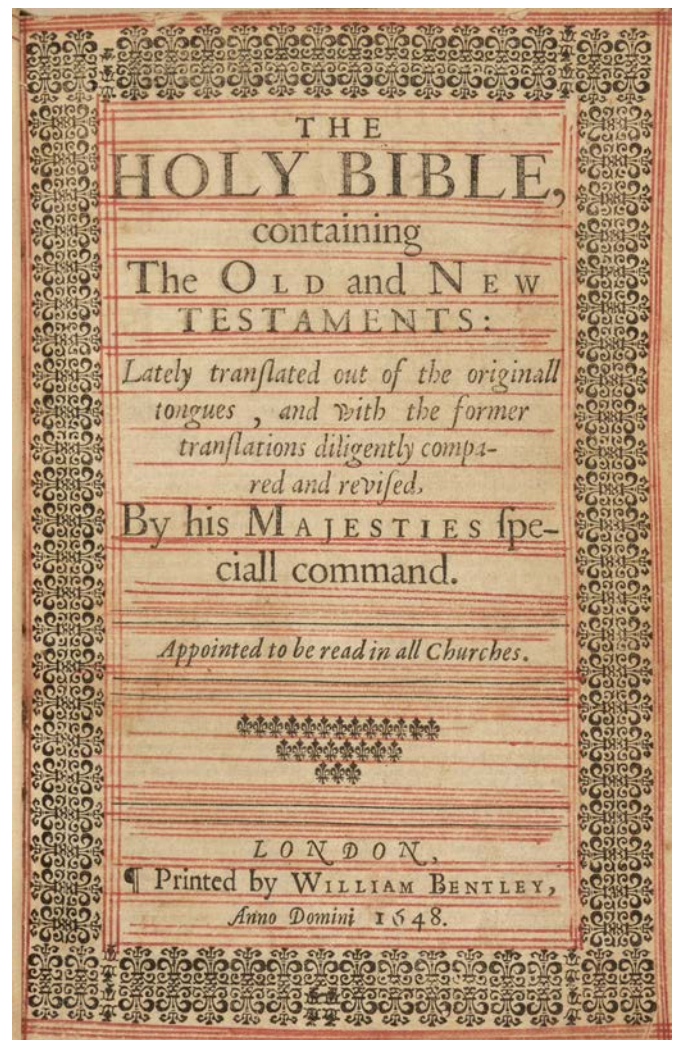 THE
HOLY BIBLE,
containing
The OLD and NEW
TESTAMENTS:
Lately tranſlated out of the originall
tongues , and with the former
tranſlations diligently compa-
red and reviſed,
By his MAJESTIES ſpe-
ciall command.
Appointed to be read in all Churches.
LONDON,
¶ Printed by WILLIAM BENTLEY,
Anno Domini 1648.